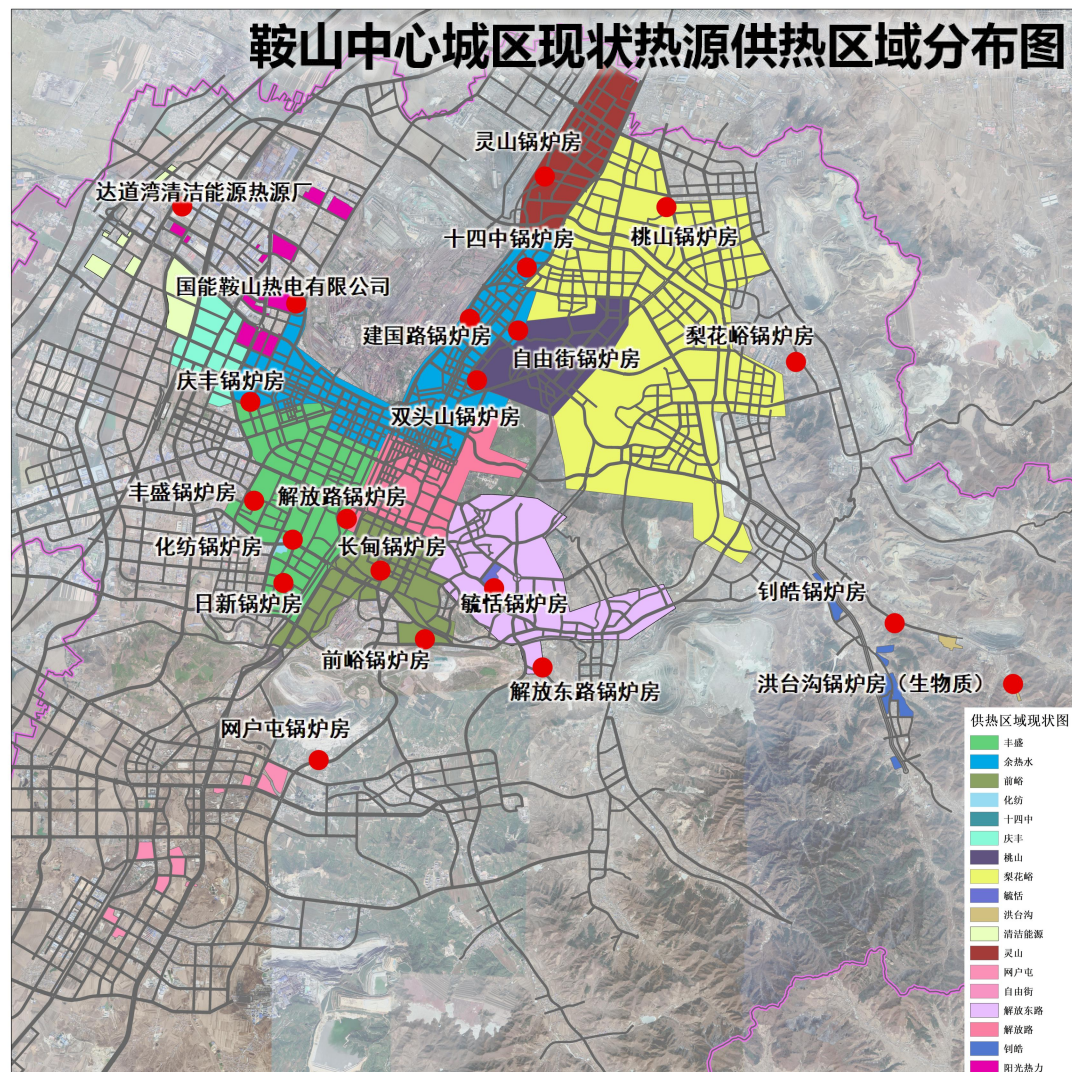 鞍山中心城区现状热源供热区域分布图
灵山锅炉房
达道湾清洁能源热源厂
十四中锅炉房
桃山锅炉房
国能鞍山热电有限公司
建国路锅炉房
自由街锅炉房
梨花峪锅炉房
庆丰锅炉房
双头山锅炉房
丰盛锅炉房
解放路锅炉房
化纺锅炉房
长甸锅炉房
日新锅炉房
毓恬锅炉房
钊皓锅炉房
前峪锅炉房
解放东路锅炉房
洪台沟锅炉房（生物质）
网户屯锅炉房
供热区域现状图
丰盛
余热水
前峪
化纺
十四中
庆丰
桃山
梨花峪
毓恬
洪台沟
清洁能源
灵山
网户屯
自由街
解放东路
解放路
钊皓
阳光热力